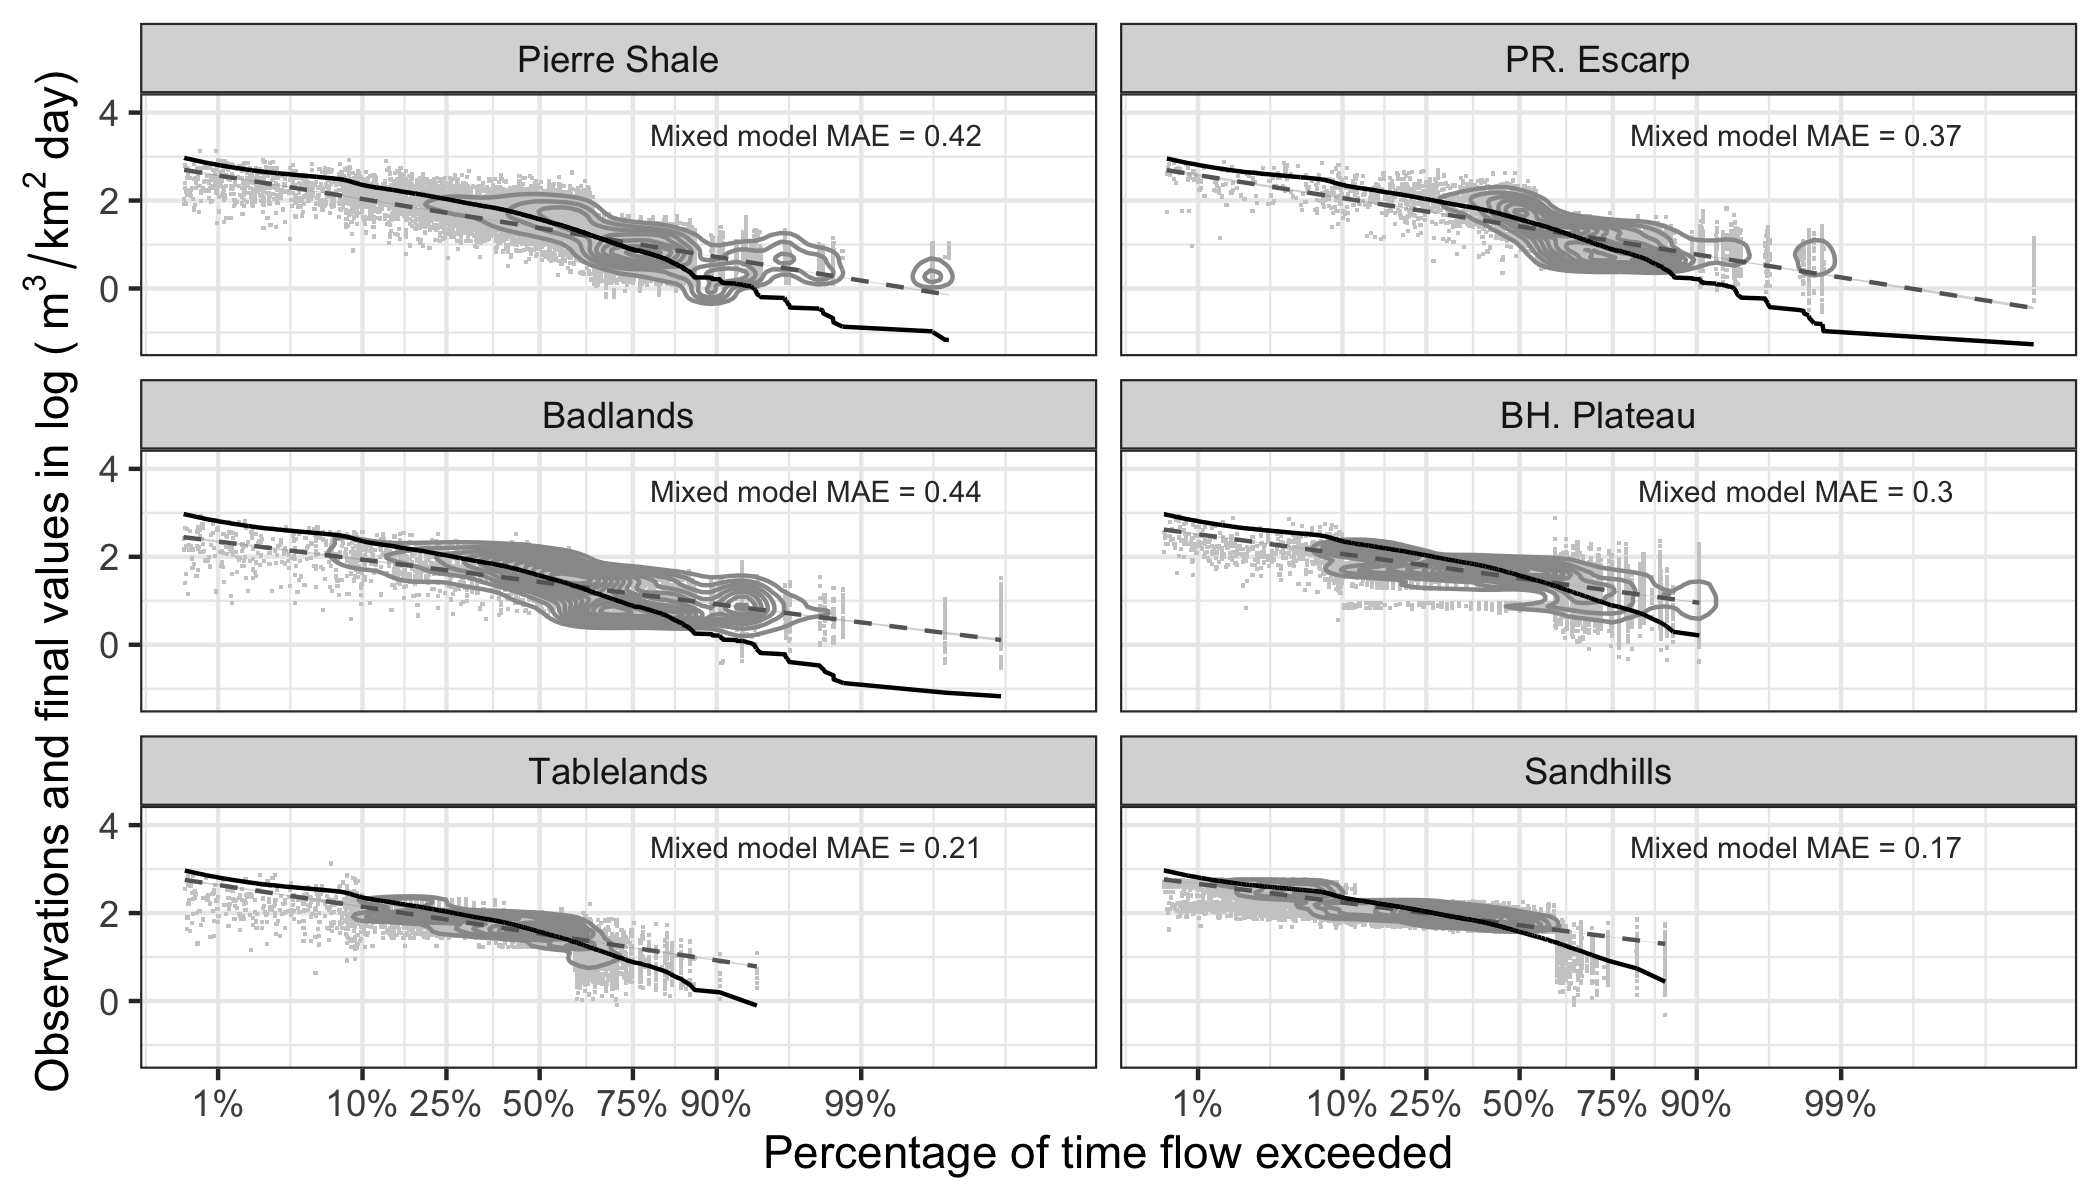 Pierre Shale
PR. Escarp
Mixed model MAE = 0.42
Mixed model MAE = 0.37
4
2
0
Badlands
BH. Plateau
Mixed model MAE = 0.44
Mixed model MAE = 0.3
4
2
0
Tablelands
Sandhills
Mixed model MAE = 0.21
Mixed model MAE = 0.17
4
2
0
Observations and final values in log ( m³/km² day)
1% 10% 25% 50% 75% 90% 99%
1% 10% 25% 50% 75% 90% 99%
Percentage of time flow exceeded